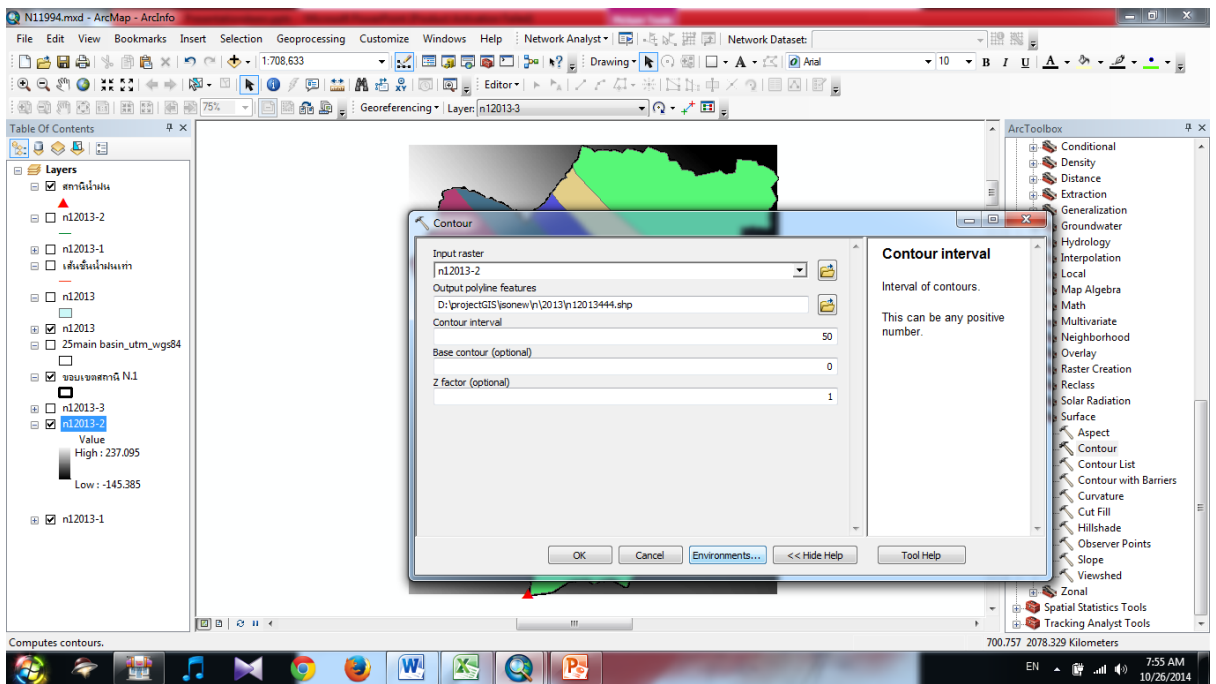 N11994.mxd - ArcMap - ArcInfo
File Edit View Bookmarks Insert Selection Geoprocessing Customize Windows Help Network Analyst Network Dataset:
1:708,633 Drawing A Arial 10 B I U A
Editor
75% Georeferencing Layer: n12013-3
Table Of Contents
Layers
สถานีน้ำฝน
n12013-2
n12013-1
เส้นชั้นน้ำฝนเท่า
n12013
n12013
25main basin_utm_wgs84
ขอบเขตสถานี N.1
n12013-3
n12013-2
Value
High : 237.095
Low : -145.385
n12013-1
Contour
Input raster
n12013-2
Output polyline features
D:\projectGIS\isonew\n\2013\n12013444.shp
Contour interval
50
Base contour (optional)
0
Z factor (optional)
1
OK Cancel Environments... << Hide Help Tool Help
Contour interval
Interval of contours.
This can be any positive
number.
ArcToolbox
Conditional
Density
Distance
Extraction
Generalization
Groundwater
Hydrology
Interpolation
Local
Map Algebra
Math
Multivariate
Neighborhood
Overlay
Raster Creation
Reclass
Solar Radiation
Surface
Aspect
Contour
Contour List
Contour with Barriers
Curvature
Cut Fill
Hillshade
Observer Points
Slope
Viewshed
Zonal
Spatial Statistics Tools
Tracking Analyst Tools
Computes contours.
700.757 2078.329 Kilometers
EN
7:55 AM
10/26/2014